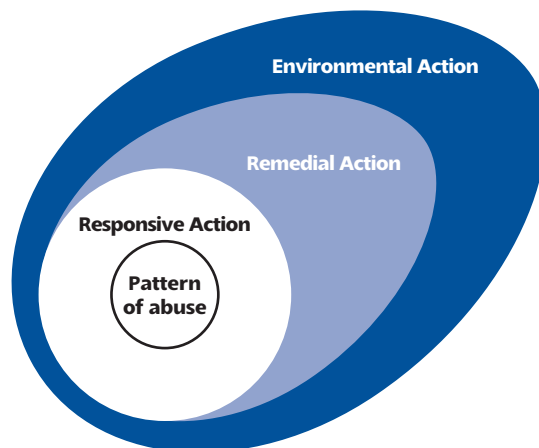 Environmental Action
Remedial Action
Responsive Action
Pattern
of abuse